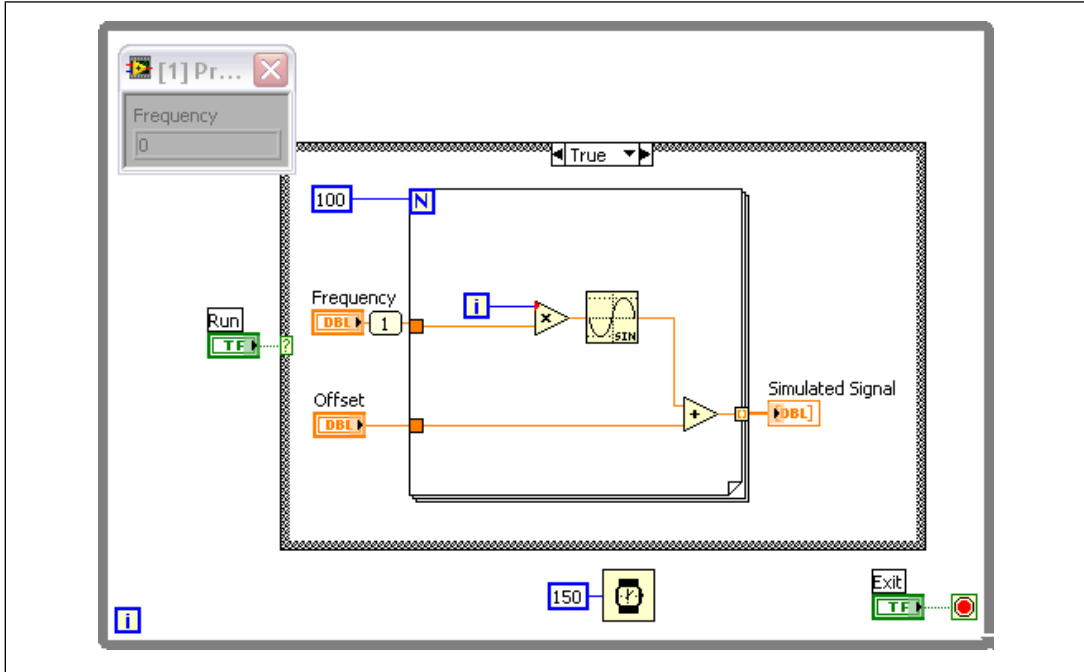 [1] Pr...
Frequency
0
True
100
N
Frequency
DBL
1
i
×
SIN
Run
TF
?
Offset
DBL
+
Simulated Signal
DBL]
150
Exit
TF
i